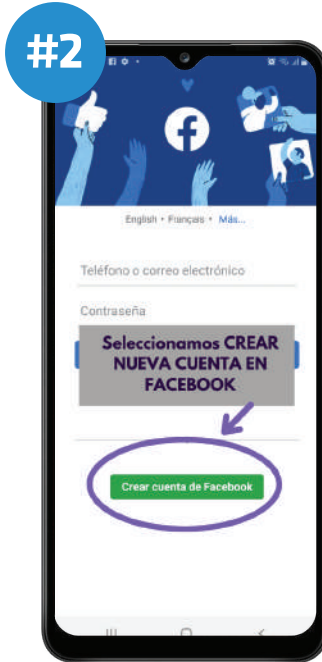 #2
English • Français • Más...
Teléfono o correo electrónico
Contraseña
Seleccionamos CREAR
NUEVA CUENTA EN
FACEBOOK
Crear cuenta de Facebook